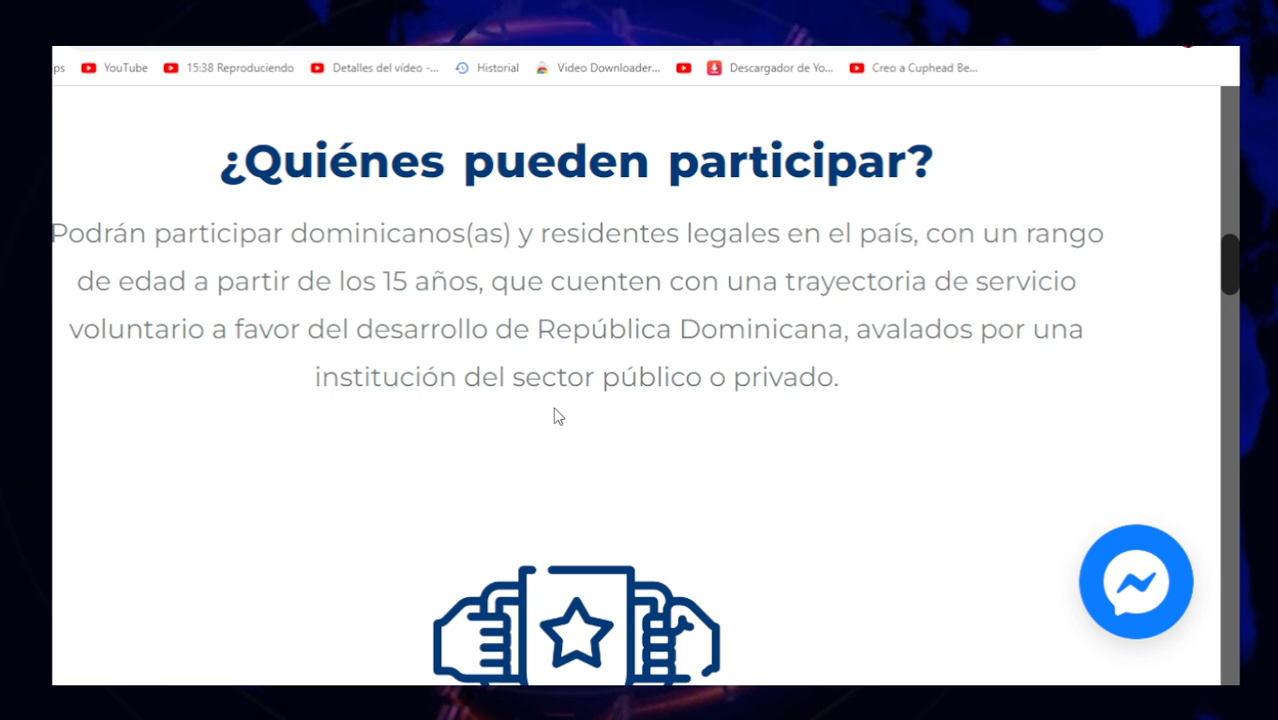 ps YouTube 15:38 Reproduciendo Detalles del vídeo -... Historial Video Downloader... Descargador de Yo... Creo a Cuphead Be...
¿Quiénes pueden participar?
Podrán participar dominicanos(as) y residentes legales en el país, con un rango
de edad a partir de los 15 años, que cuenten con una trayectoria de servicio
voluntario a favor del desarrollo de República Dominicana, avalados por una
institución del sector público o privado.